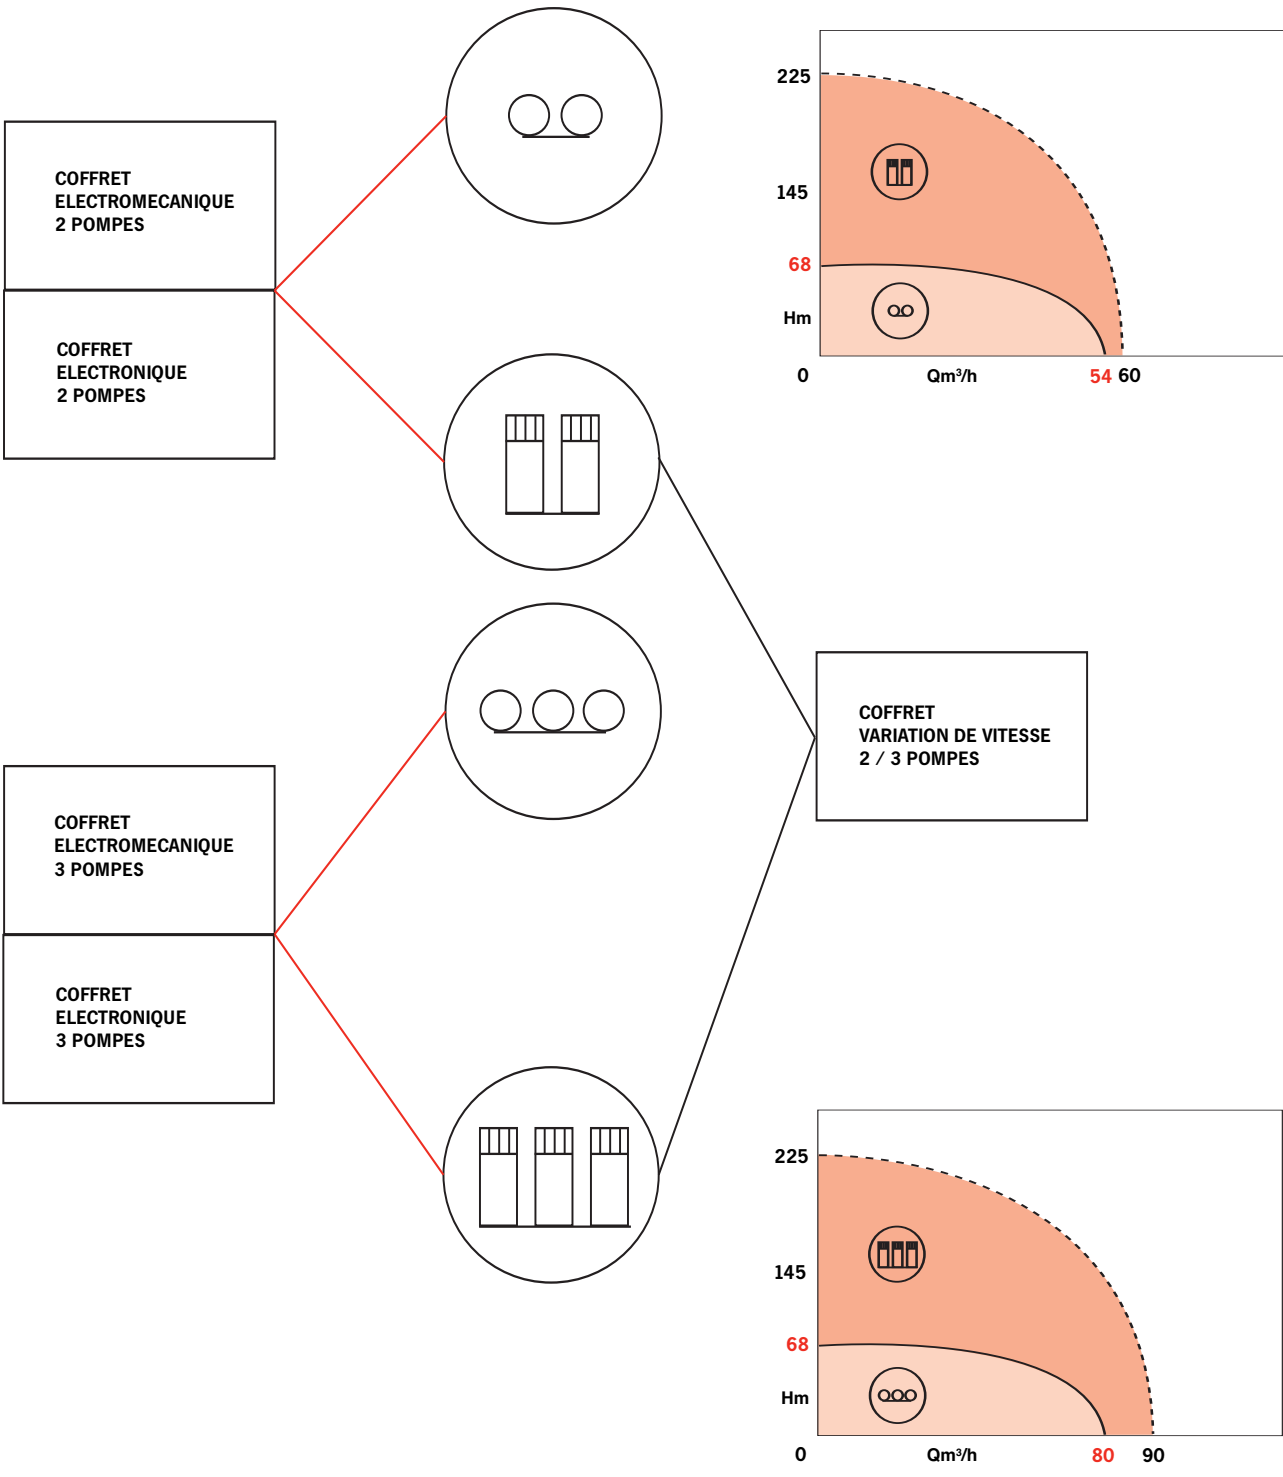 COFFRET
ELECTROMECANIQUE
2 POMPES
COFFRET
ELECTRONIQUE
2 POMPES
225
145
68
Hm
0
Qm³/h
54
60
COFFRET
VARIATION DE VITESSE
2 / 3 POMPES
COFFRET
ELECTROMECANIQUE
3 POMPES
COFFRET
ELECTRONIQUE
3 POMPES
225
145
68
Hm
0
Qm³/h
80
90